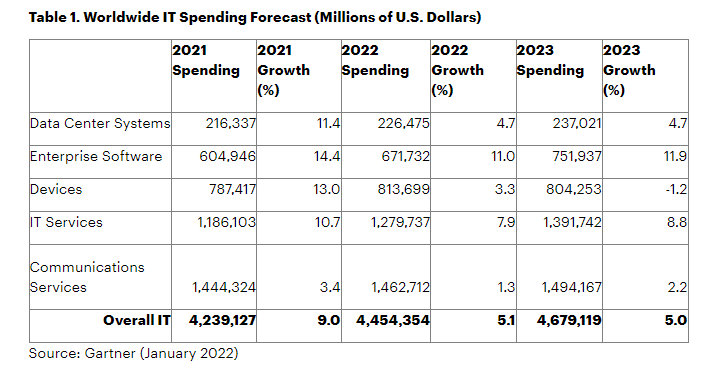 Table 1. Worldwide IT Spending Forecast (Millions of U.S. Dollars)
2021 Spending 2021 Growth (%) 2022 Spending 2022 Growth (%) 2023 Spending 2023 Growth (%)
Data Center Systems 216,337 11.4 226,475 4.7 237,021 4.7
Enterprise Software 604,946 14.4 671,732 11.0 751,937 11.9
Devices 787,417 13.0 813,699 3.3 804,253 -1.2
IT Services 1,186,103 10.7 1,279,737 7.9 1,391,742 8.8
Communications
Services 1,444,324 3.4 1,462,712 1.3 1,494,167 2.2
Overall IT 4,239,127 9.0 4,454,354 5.1 4,679,119 5.0
Source: Gartner (January 2022)